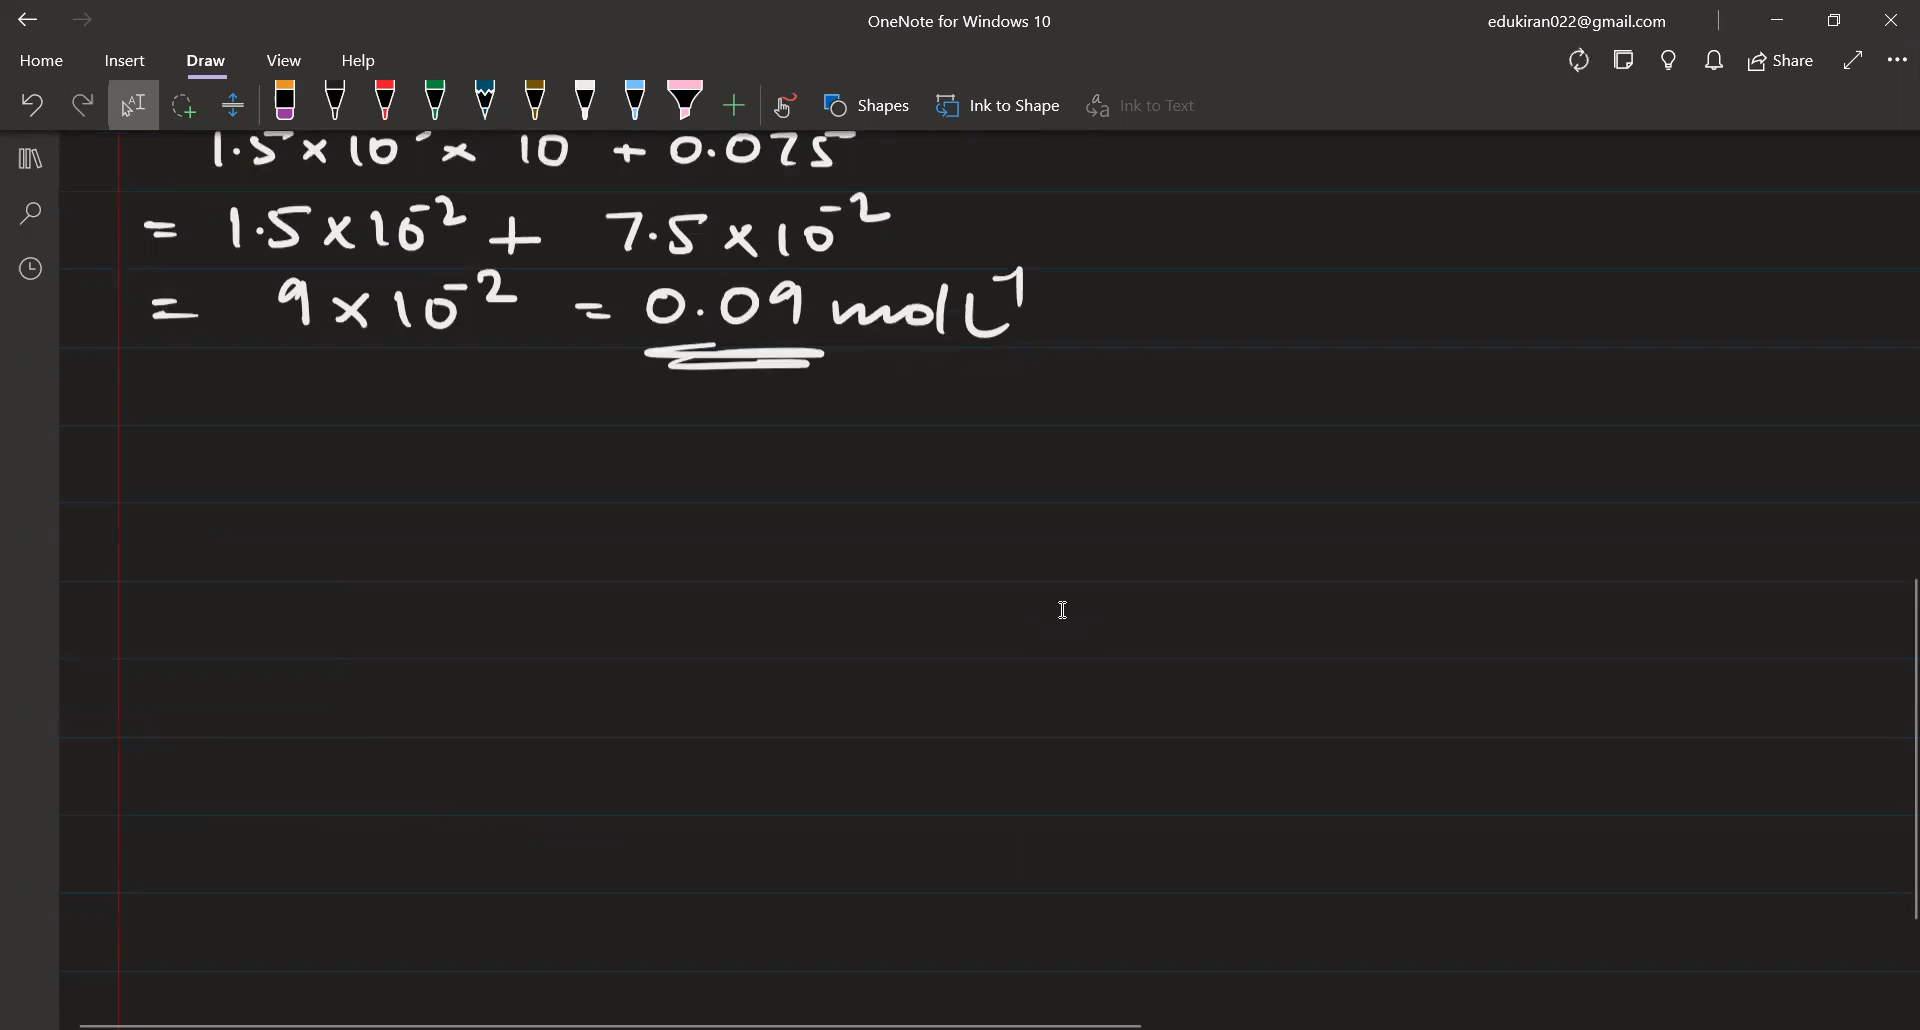 OneNote for Windows 10
edukiran022@gmail.com
Home Insert Draw View Help
Share
Shapes Ink to Shape Ink to Text
= 1.5 x 10⁻² + 7.5 x 10⁻²
= 9 x 10⁻² = 0.09 mol L⁻¹